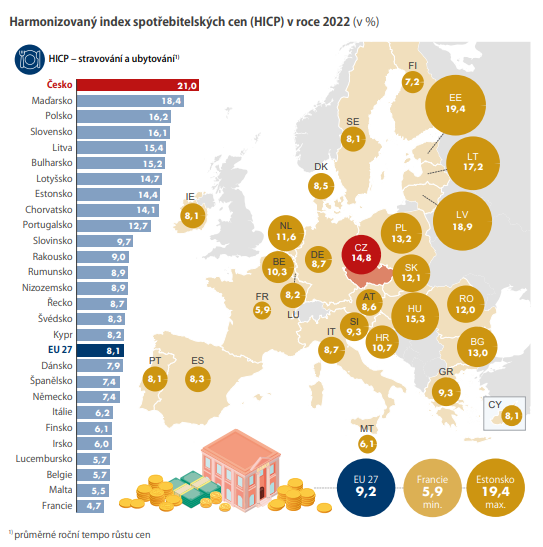 Harmonizovaný index spotřebitelských cen (HICP) v roce 2022 (v %)
HICP – stravování a ubytování¹⁾
Česko 21,0
Maďarsko 18,4
Polsko 16,2
Slovensko 16,1
Litva 15,4
Bulharsko 15,2
Lotyšsko 14,7
Estonsko 14,4
Chorvatsko 14,1
Portugalsko 12,7
Slovinsko 9,7
Rakousko 9,0
Rumunsko 8,9
Nizozemsko 8,9
Řecko 8,7
Švédsko 8,3
Kypr 8,2
EU 27 8,1
Dánsko 7,9
Španělsko 7,4
Německo 7,4
Itálie 6,2
Finsko 6,1
Irsko 6,0
Lucembursko 5,7
Belgie 5,7
Malta 5,5
Francie 4,7
FI
7,2
EE
19,4
SE
8,1
LT
17,2
DK
8,5
IE
8,1
LV
18,9
NL
11,6
PL
13,2
BE
10,3
DE
8,7
CZ
14,8
SK
12,1
FR
5,9
8,2
LU
AT
8,6
RO
12,0
HU
15,3
SI
9,3
IT
8,7
HR
10,7
BG
13,0
PT
8,1
ES
8,3
GR
9,3
CY
8,1
MT
6,1
EU 27
9,2
Francie
5,9
min.
Estonsko
19,4
max.
¹⁾ průměrné roční tempo růstu cen